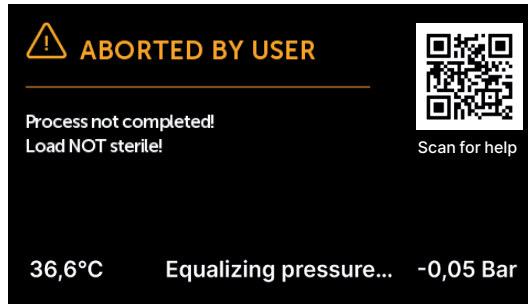 ABORTED BY USER
Process not completed!
Load NOT sterile!
Scan for help
36,6°C Equalizing pressure... -0,05 Bar